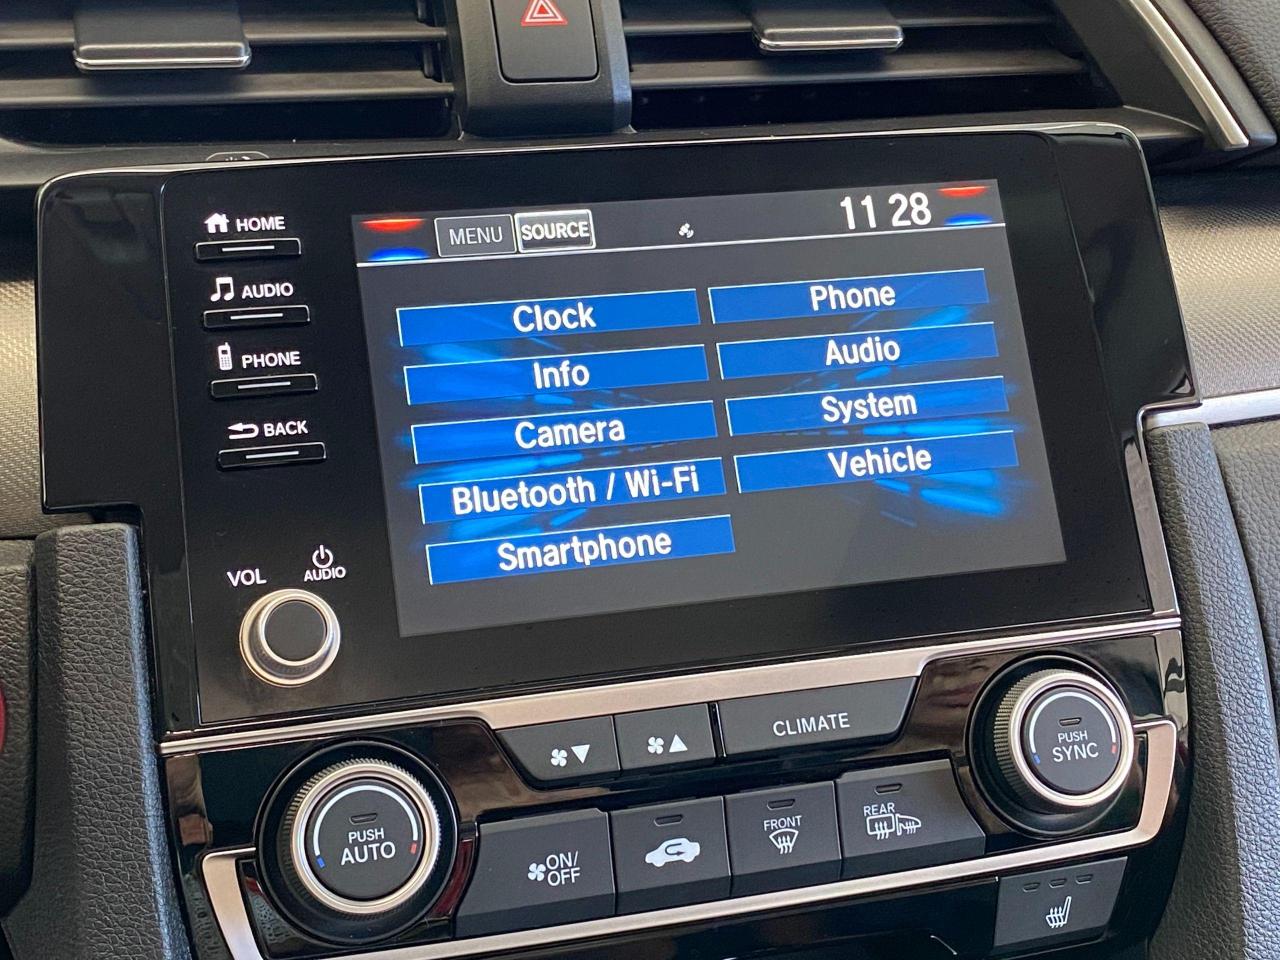 HOME
AUDIO
PHONE
BACK
VOL
AUDIO
MENU
SOURCE
11 28
Clock
Phone
Info
Audio
Camera
System
Bluetooth / Wi-Fi
Vehicle
Smartphone
CLIMATE
PUSH
AUTO
PUSH
SYNC
ON/
OFF
FRONT
REAR